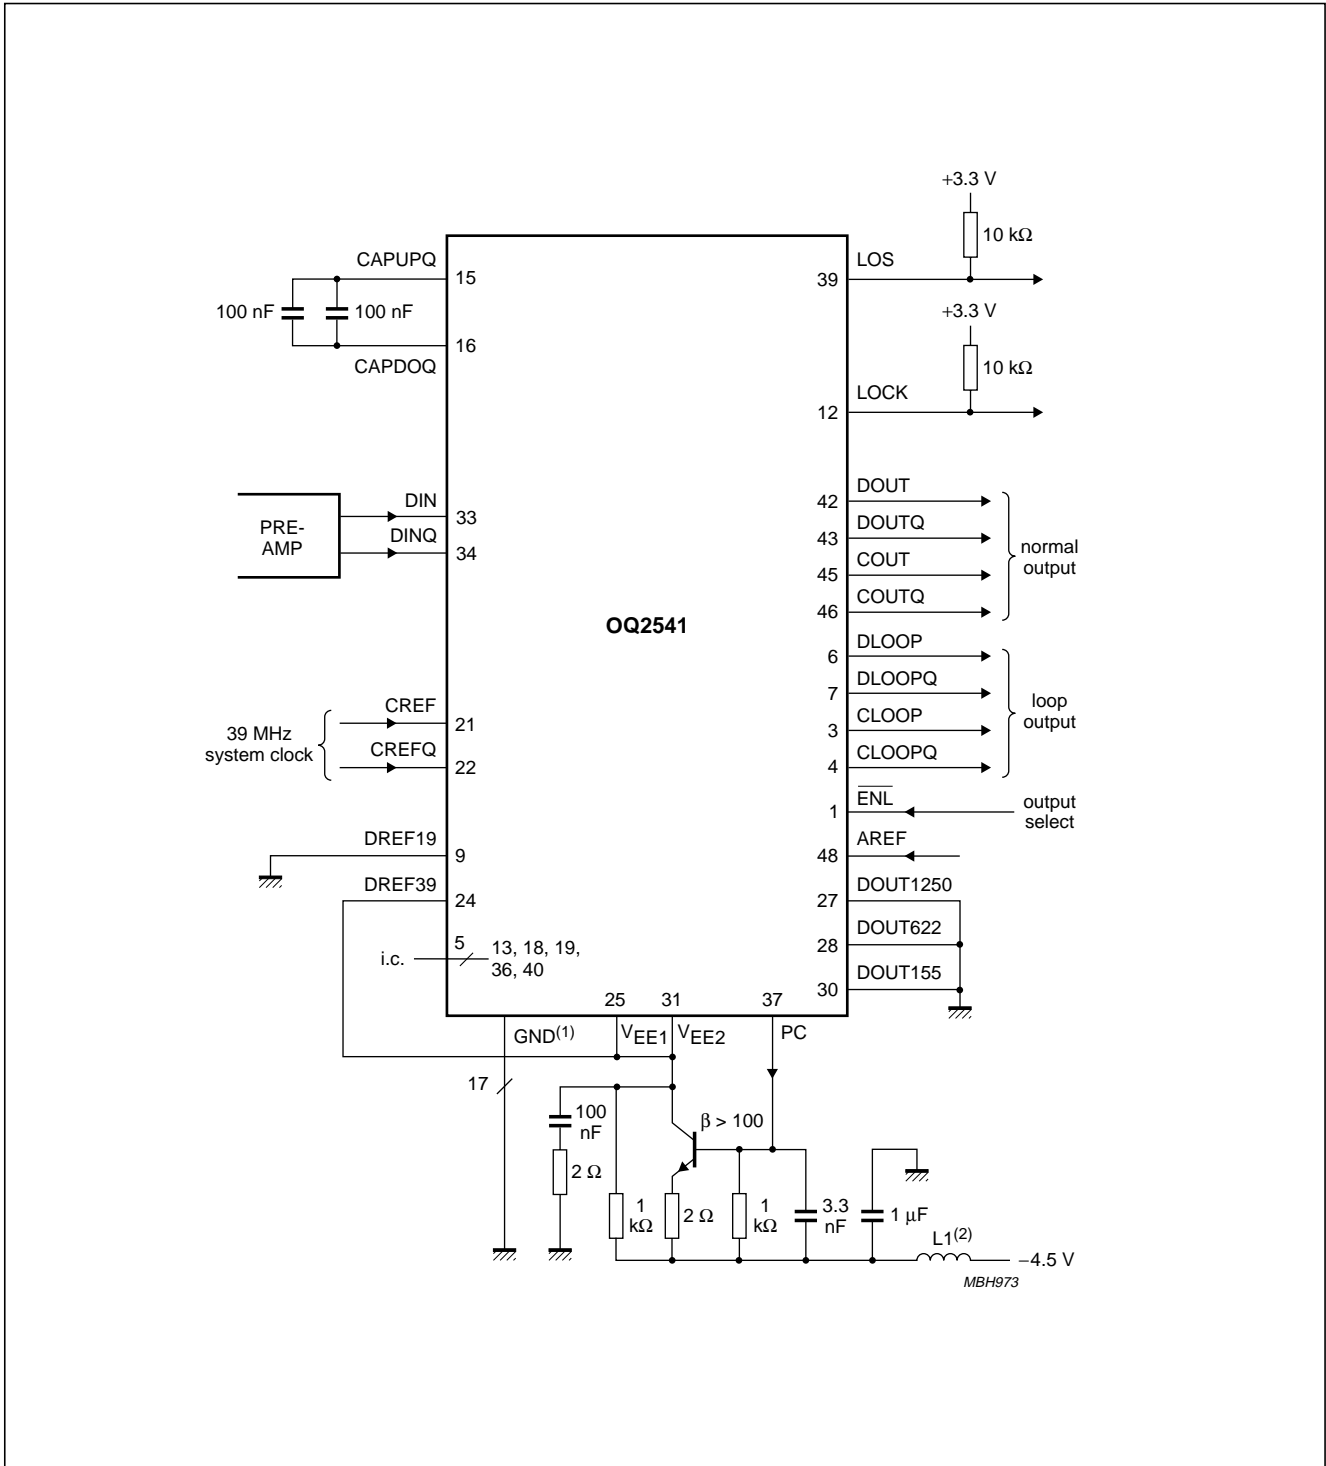 +3.3 V
10 kΩ
CAPUPQ
15
39
LOS
100 nF
100 nF
+3.3 V
16
CAPDOQ
10 kΩ
12
LOCK
PRE-
AMP
DIN
33
DINQ
34
42
DOUT
43
DOUTQ
45
COUT
46
COUTQ
normal
output
OQ2541
6
DLOOP
7
DLOOPQ
3
CLOOP
4
CLOOPQ
loop
output
39 MHz
system clock
CREF
21
CREFQ
22
1
ENL
output
select
DREF19
9
48
AREF
DREF39
24
27
DOUT1250
28
DOUT622
30
DOUT155
i.c.
5
13, 18, 19,
36, 40
25
31
37
GND(1)
VEE1
VEE2
PC
17
100
nF
β > 100
2 Ω
1
kΩ
2 Ω
1
kΩ
3.3
nF
1 μF
L1(2)
−4.5 V
MBH973